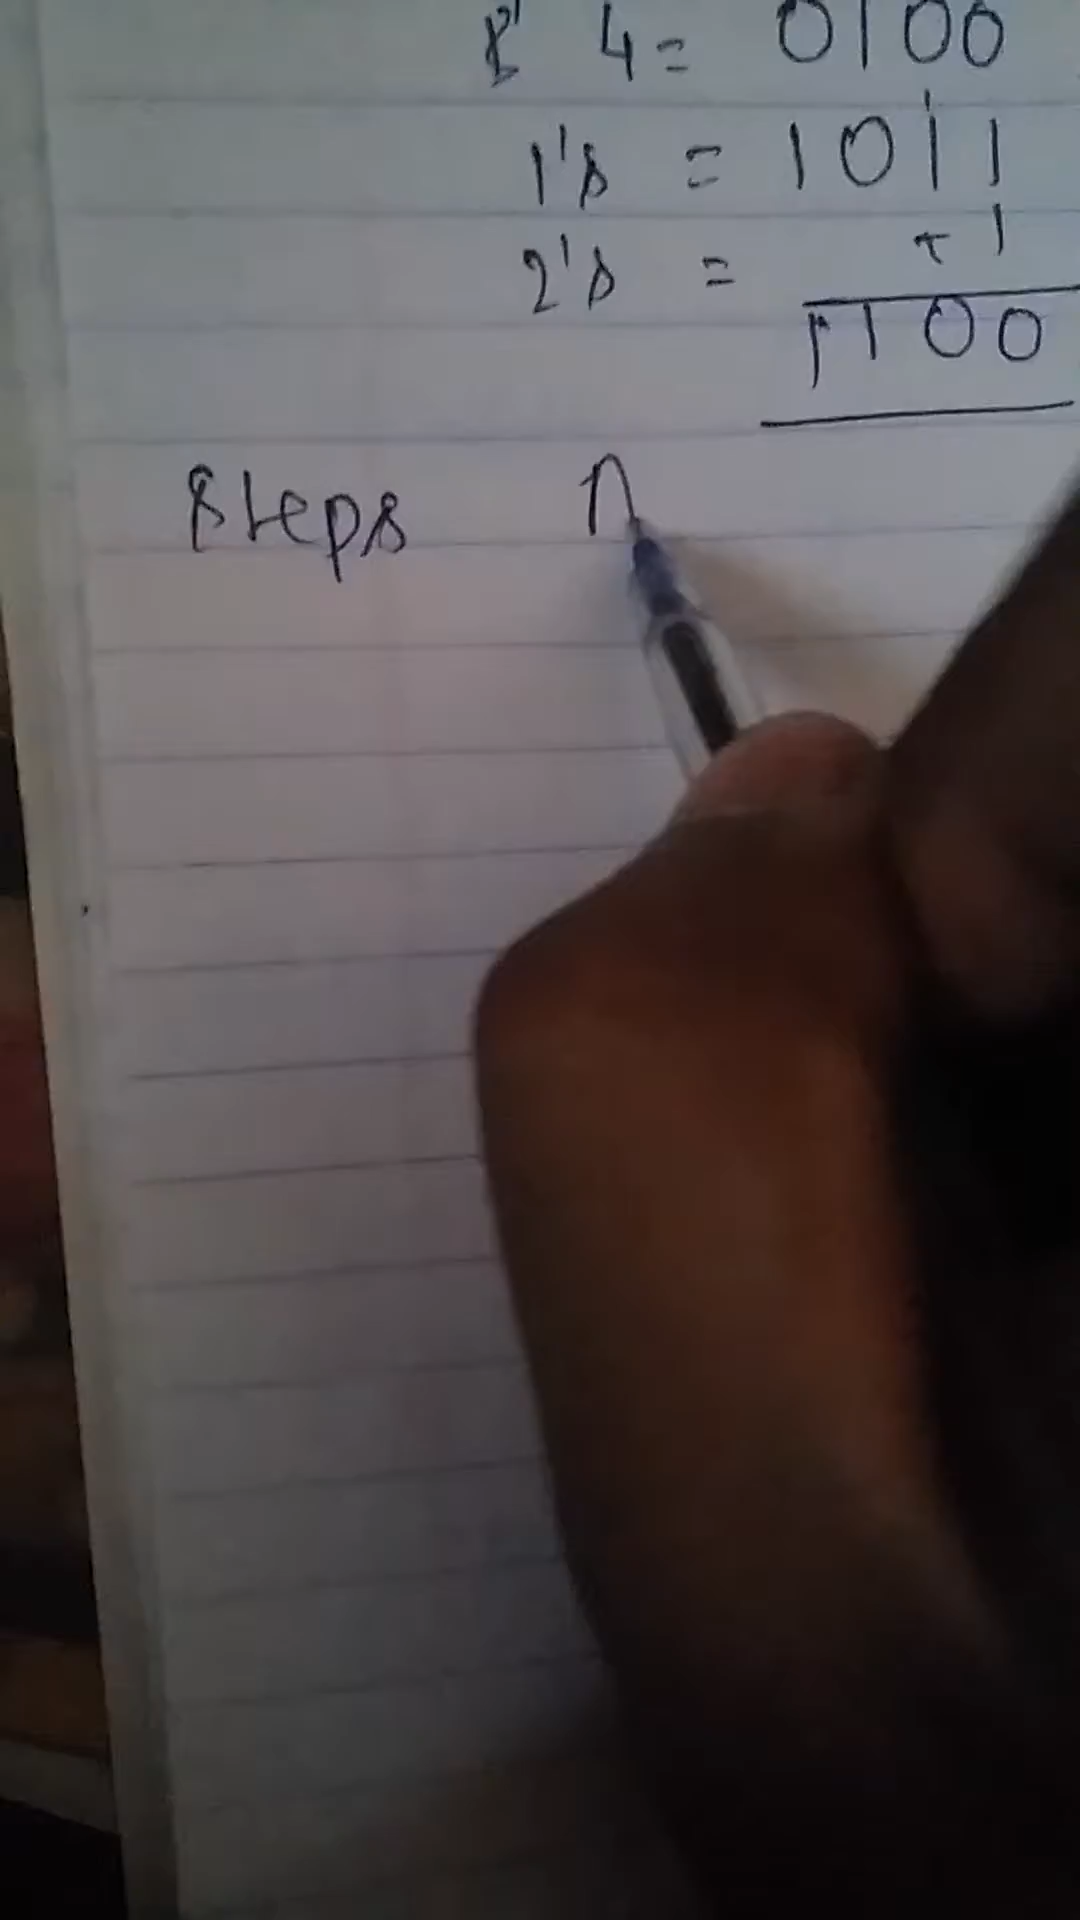 4 = 0100
1's = 1011
2's = +1
1100
steps